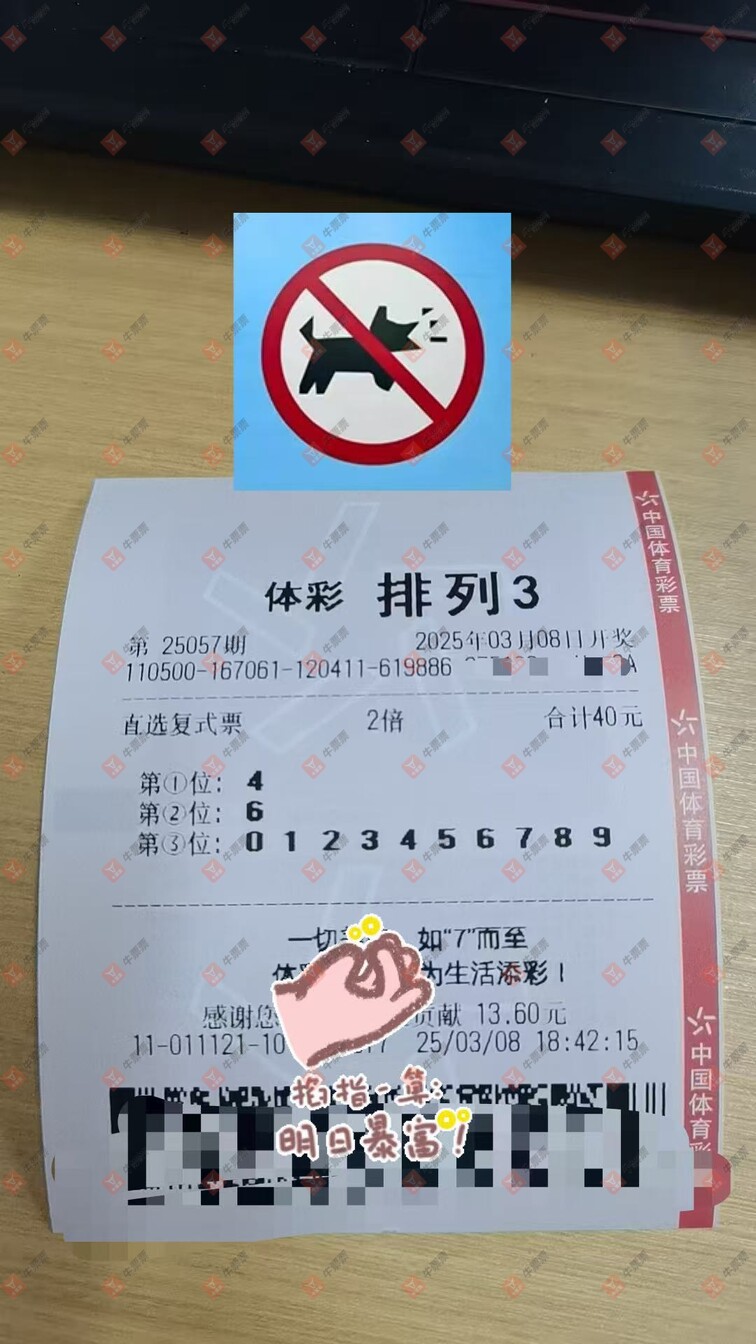 体彩 排列3
第 25057期 2025年03月08日开奖
110500-167061-120411-619886
直选复式票 2倍 合计40元
第①位: 4
第②位: 6
第③位: 0 1 2 3 4 5 6 7 8 9
一切 如“7”而至
体 为生活添彩!
感谢您 贡献 13.60元
11-011121-10 25/03/08 18:42:15
掐指一算:
明日暴富!
中国体育彩票
中国体育彩票
中国体育
牛票票